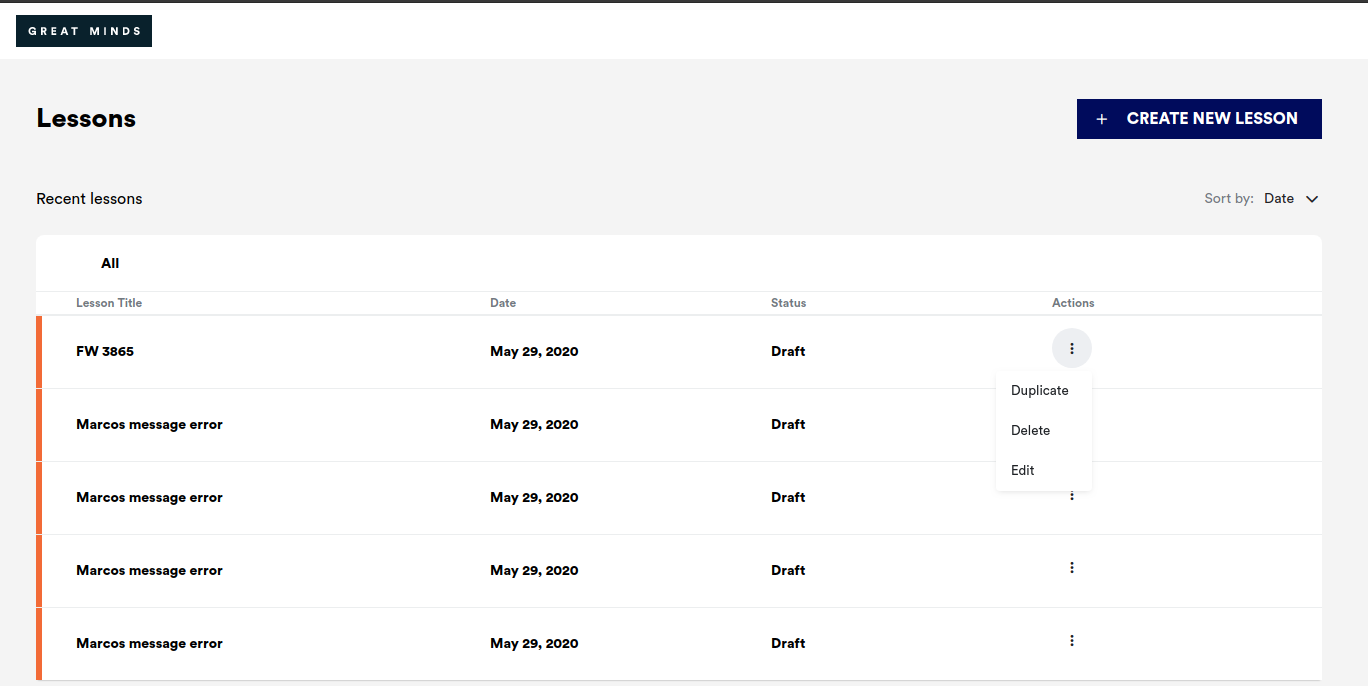 GREAT MINDS
Lessons
+ CREATE NEW LESSON
Recent lessons
Sort by: Date
All
Lesson Title Date Status Actions
FW 3865 May 29, 2020 Draft
Duplicate
Marcos message error May 29, 2020 Draft
Delete
Edit
Marcos message error May 29, 2020 Draft
Marcos message error May 29, 2020 Draft
Marcos message error May 29, 2020 Draft